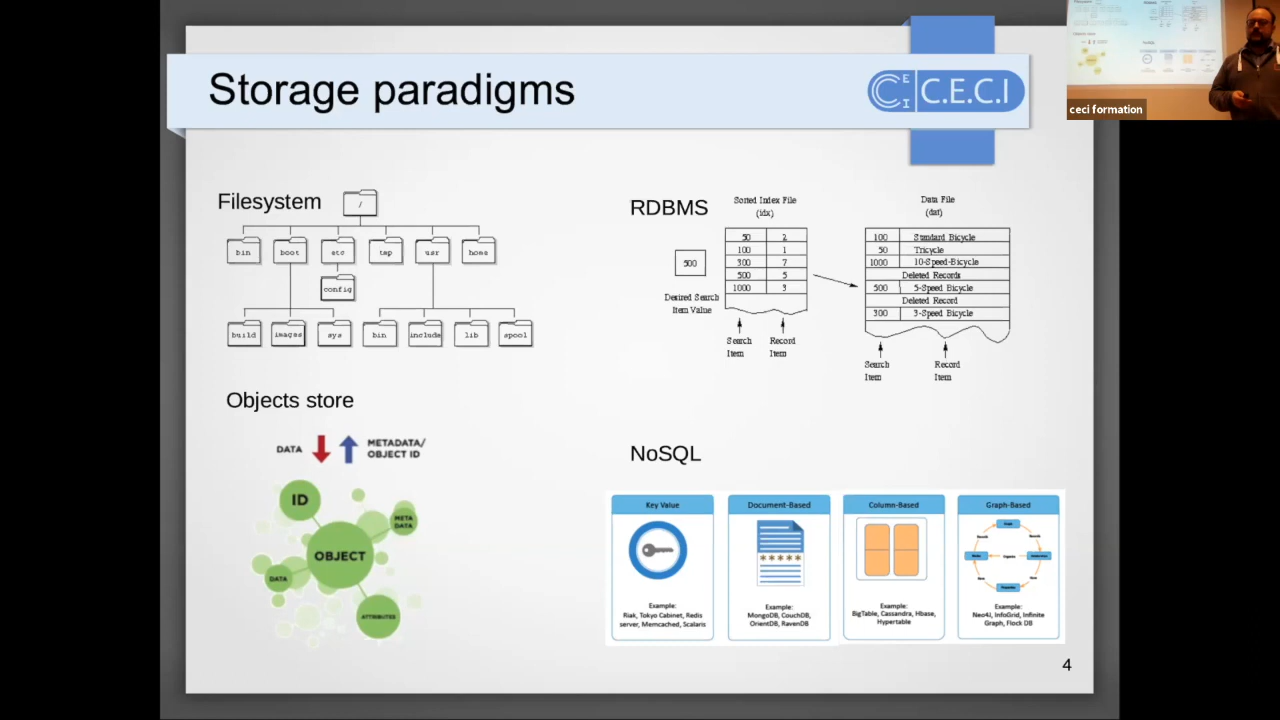 Storage paradigms
C.E.C.I
CECI
ceci formation
Filesystem
/
bin boot etc tmp usr home
config
build images sys bin include lib spool
RDBMS
Sorted Index File
(idx)
Data File
(dat)
500
Desired Search
Item Value
50 2
100 1
300 7
500 5
1000 3
Search
Item
Record
Item
100 Standard Bicycle
50 Tricycle
1000 10-Speed-Bicycle
Deleted Records
500 5-Speed Bicycle
Deleted Record
300 3-Speed Bicycle
Search
Item
Record
Item
Objects store
DATA
METADATA/
OBJECT ID
ID
META
DATA
OBJECT
DATA
ATTRIBUTES
NoSQL
Key Value
Example:
Riak, Tokyo Cabinet, Redis
server, Memcached, Scalaris
Document-Based
*****
Example:
MongoDB, CouchDB,
OrientDB, RavenDB
Column-Based
Example:
BigTable, Cassandra, Hbase,
Hypertable
Graph-Based
Example:
Neo4J, InfoGrid, Infinite
Graph, Flock DB
4